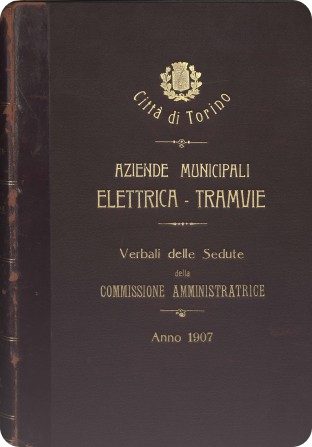 Città di Torino
AZIENDE MUNICIPALI
ELETTRICA - TRAMVIE
Verbali delle Sedute
della
COMMISSIONE AMMINISTRATRICE
Anno 1907